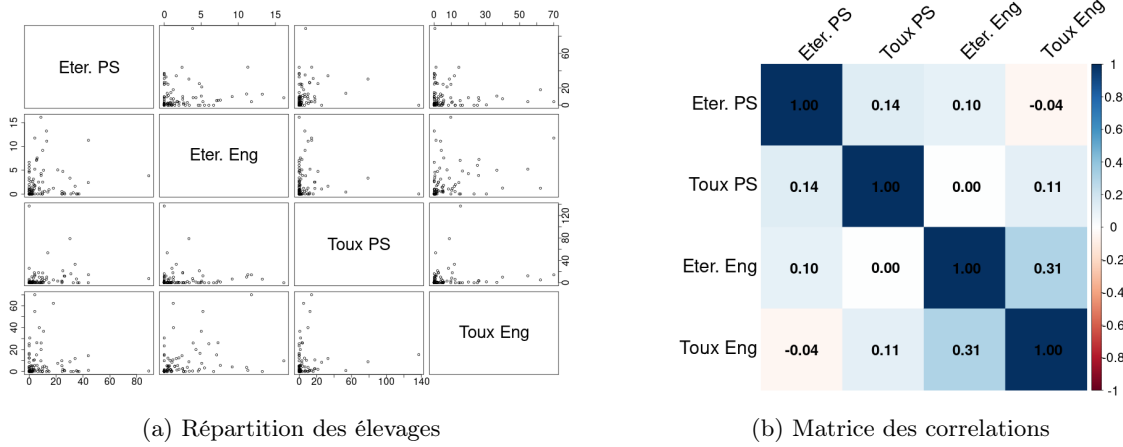 0 5 10 15
0 10 30 50 70
Eter. PS
0 20 40 60 80
0 5 10 15
Eter. Eng
Toux PS
0 40 80 120
0 10 20 30 40 50 60
Toux Eng
0 20 40 60 80
0 20 60 100 140
Eter. PS Toux PS Eter. Eng Toux Eng
Eter. PS 1.00 0.14 0.10 -0.04
Toux PS 0.14 1.00 0.00 0.11
Eter. Eng 0.10 0.00 1.00 0.31
Toux Eng -0.04 0.11 0.31 1.00
1
0.8
0.6
0.4
0.2
0
-0.2
-0.4
-0.6
-0.8
-1
(a) Répartition des élevages
(b) Matrice des correlations